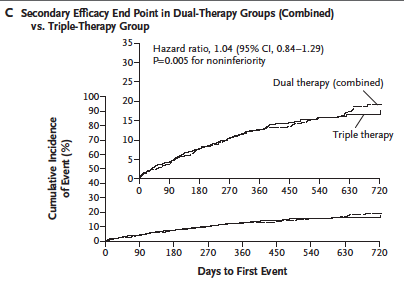 C Secondary Efficacy End Point in Dual-Therapy Groups (Combined)
vs. Triple-Therapy Group
Hazard ratio, 1.04 (95% CI, 0.84–1.29)
P=0.005 for noninferiority
Dual therapy (combined)
Triple therapy
35
30
25
20
15
10
5
0
0 90 180 270 360 450 540 630 720
Cumulative Incidence
of Event (%)
100
90
80
70
60
50
40
30
20
10
0
0 90 180 270 360 450 540 630 720
Days to First Event